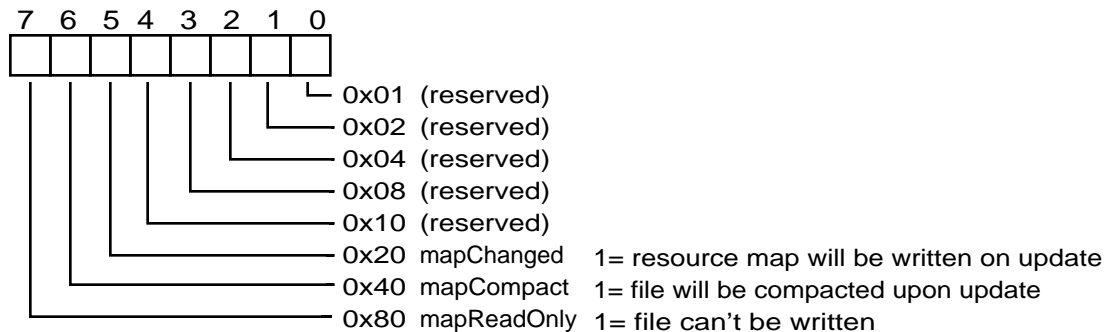 7 6 5 4 3 2 1 0
0x01 (reserved)
0x02 (reserved)
0x04 (reserved)
0x08 (reserved)
0x10 (reserved)
0x20 mapChanged 1= resource map will be written on update
0x40 mapCompact 1= file will be compacted upon update
0x80 mapReadOnly 1= file can't be written